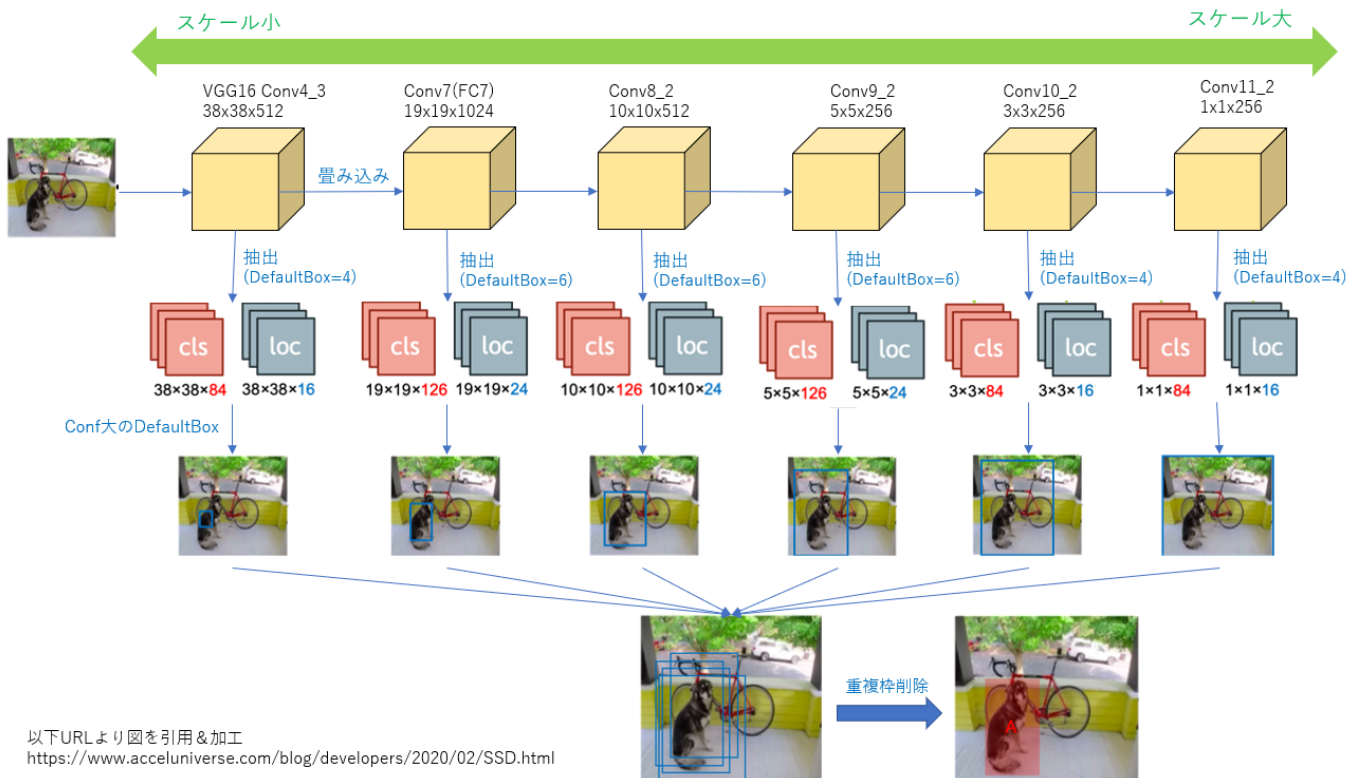 スケール小
スケール大
VGG16 Conv4_3
38x38x512
Conv7(FC7)
19x19x1024
Conv8_2
10x10x512
Conv9_2
5x5x256
Conv10_2
3x3x256
Conv11_2
1x1x256
畳み込み
抽出
(DefaultBox=4)
抽出
(DefaultBox=6)
抽出
(DefaultBox=6)
抽出
(DefaultBox=6)
抽出
(DefaultBox=4)
抽出
(DefaultBox=4)
cls
loc
cls
loc
cls
loc
cls
loc
cls
loc
cls
loc
38×38×84
38×38×16
19×19×126
19×19×24
10×10×126
10×10×24
5×5×126
5×5×24
3×3×84
3×3×16
1×1×84
1×1×16
Conf大のDefaultBox
重複枠削除
A
以下URLより図を引用＆加工
https://www.acceluniverse.com/blog/developers/2020/02/SSD.html